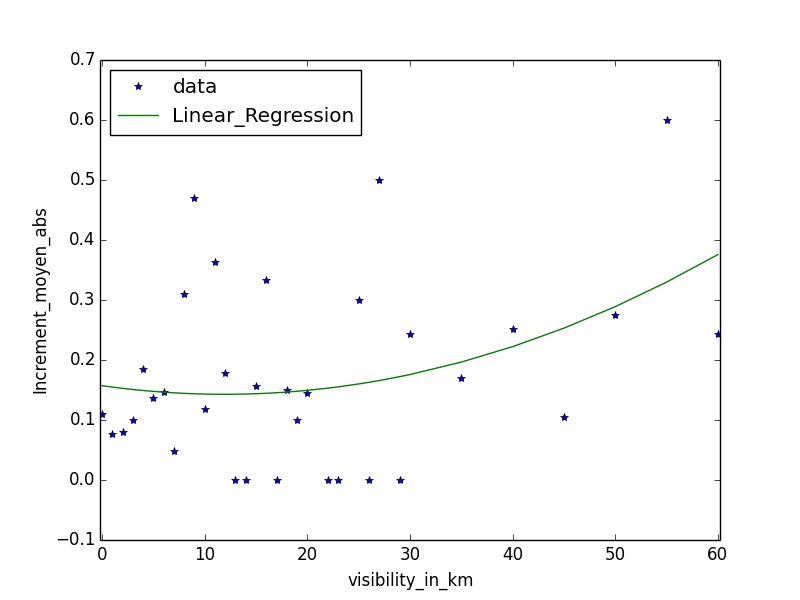 0.7
0.6
0.5
0.4
0.3
0.2
0.1
0.0
−0.1
data
Linear_Regression
Increment_moyen_abs
0 10 20 30 40 50 60
visibility_in_km